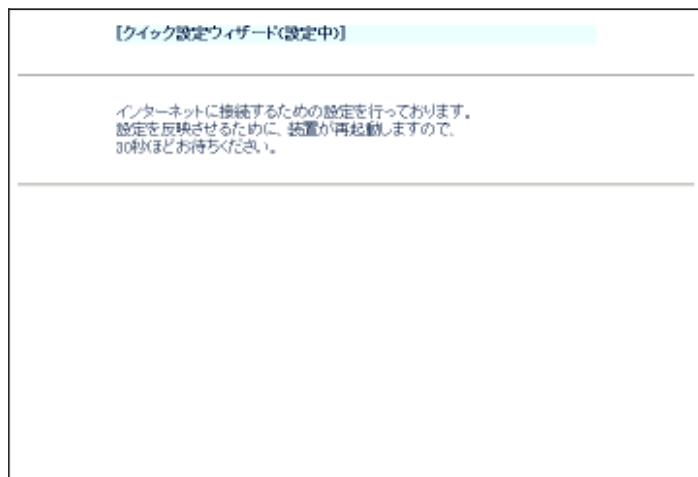 [クイック設定ウィザード(設定中)]
インターネットに接続するための設定を行っております。
設定を反映させるために、装置が再起動しますので、
30秒ほどお待ちください。